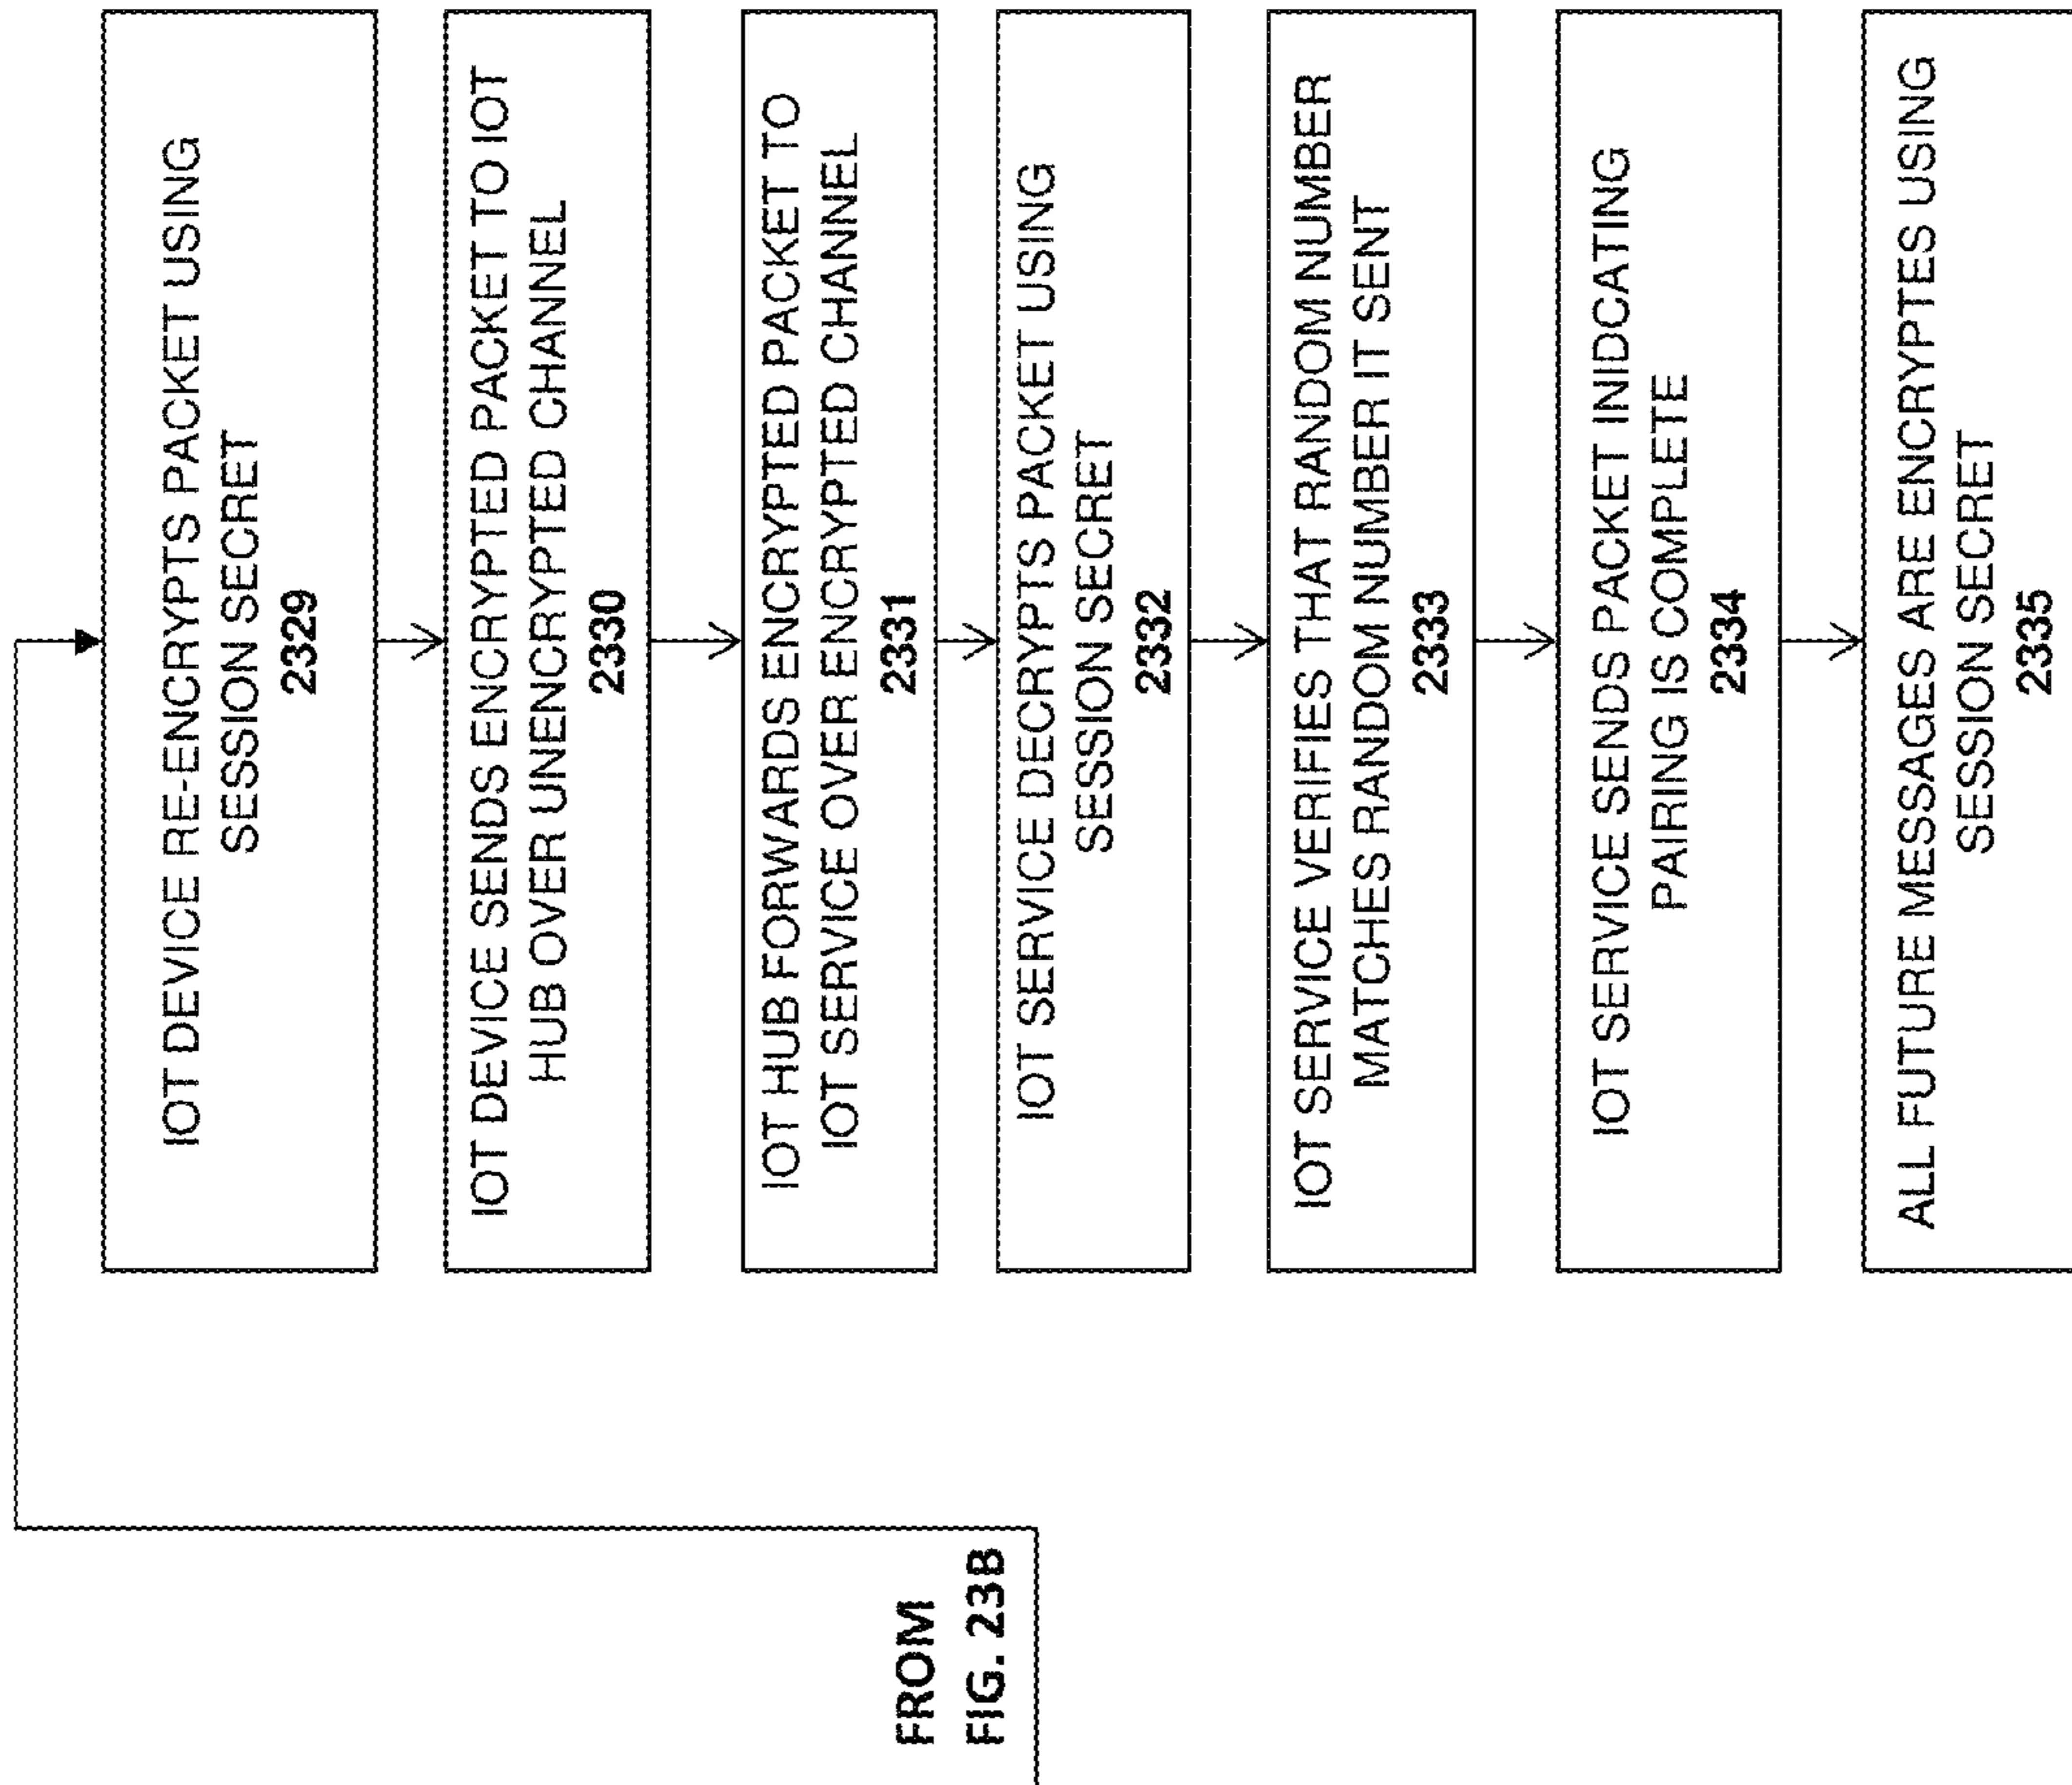 FROM
FIG. 23B
IOT DEVICE RE-ENCRYPTS PACKET USING
SESSION SECRET
2329
IOT DEVICE SENDS ENCRYPTED PACKET TO IOT
HUB OVER UNENCRYPTED CHANNEL
2330
IOT HUB FORWARDS ENCRYPTED PACKET TO
IOT SERVICE OVER ENCRYPTED CHANNEL
2331
IOT SERVICE DECRYPTS PACKET USING
SESSION SECRET
2332
IOT SERVICE VERIFIES THAT RANDOM NUMBER
MATCHES RANDOM NUMBER IT SENT
2333
IOT SERVICE SENDS PACKET INIDCATING
PAIRING IS COMPLETE
2334
ALL FUTURE MESSAGES ARE ENCRYPTES USING
SESSION SECRET
2335